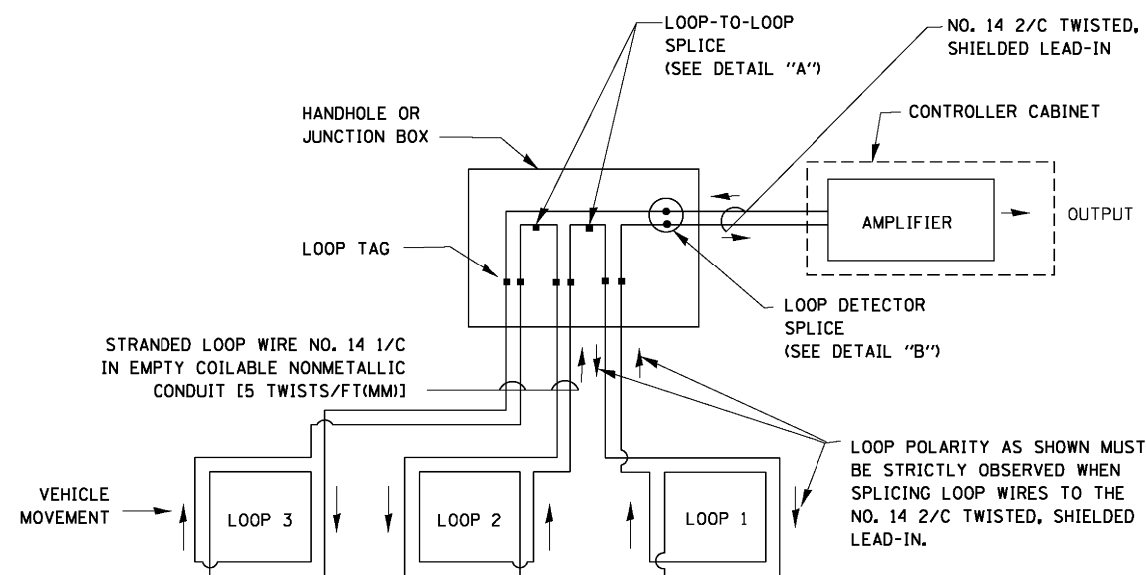 LOOP-TO-LOOP
SPLICE
(SEE DETAIL "A")
NO. 14 2/C TWISTED,
SHIELDED LEAD-IN
HANDHOLE OR
JUNCTION BOX
CONTROLLER CABINET
AMPLIFIER
OUTPUT
LOOP TAG
LOOP DETECTOR
SPLICE
(SEE DETAIL "B")
STRANDED LOOP WIRE NO. 14 1/C
IN EMPTY COILABLE NONMETALLIC
CONDUIT [5 TWISTS/FT(MM)]
LOOP POLARITY AS SHOWN MUST
BE STRICTLY OBSERVED WHEN
SPLICING LOOP WIRES TO THE
NO. 14 2/C TWISTED, SHIELDED
LEAD-IN.
VEHICLE
MOVEMENT
LOOP 3
LOOP 2
LOOP 1